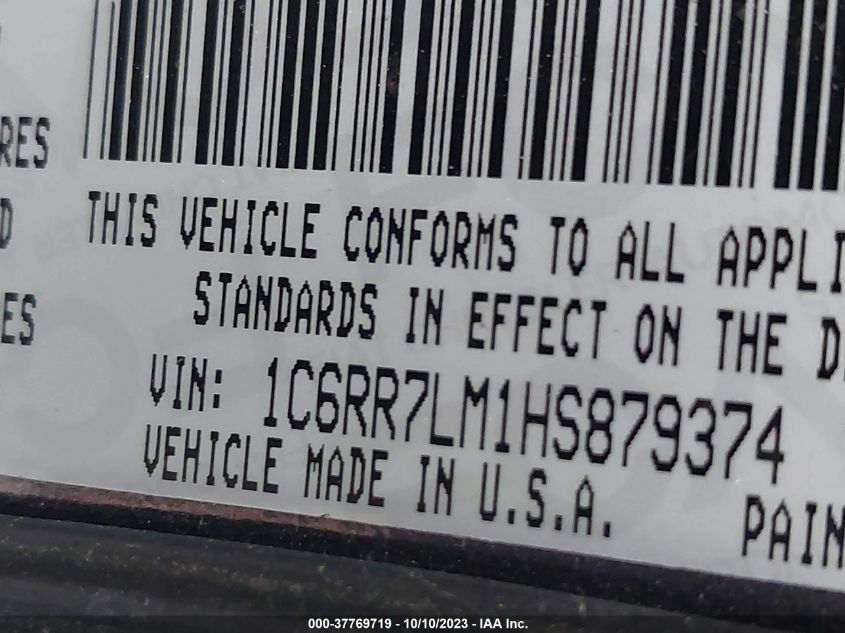 RES
THIS VEHICLE CONFORMS TO ALL APPLI
D
STANDARDS IN EFFECT ON THE D
ES
VIN: 1C6RR7LM1HS879374
VEHICLE MADE IN U.S.A.
PAIN
000-37769719 - 10/10/2023 - IAA Inc.